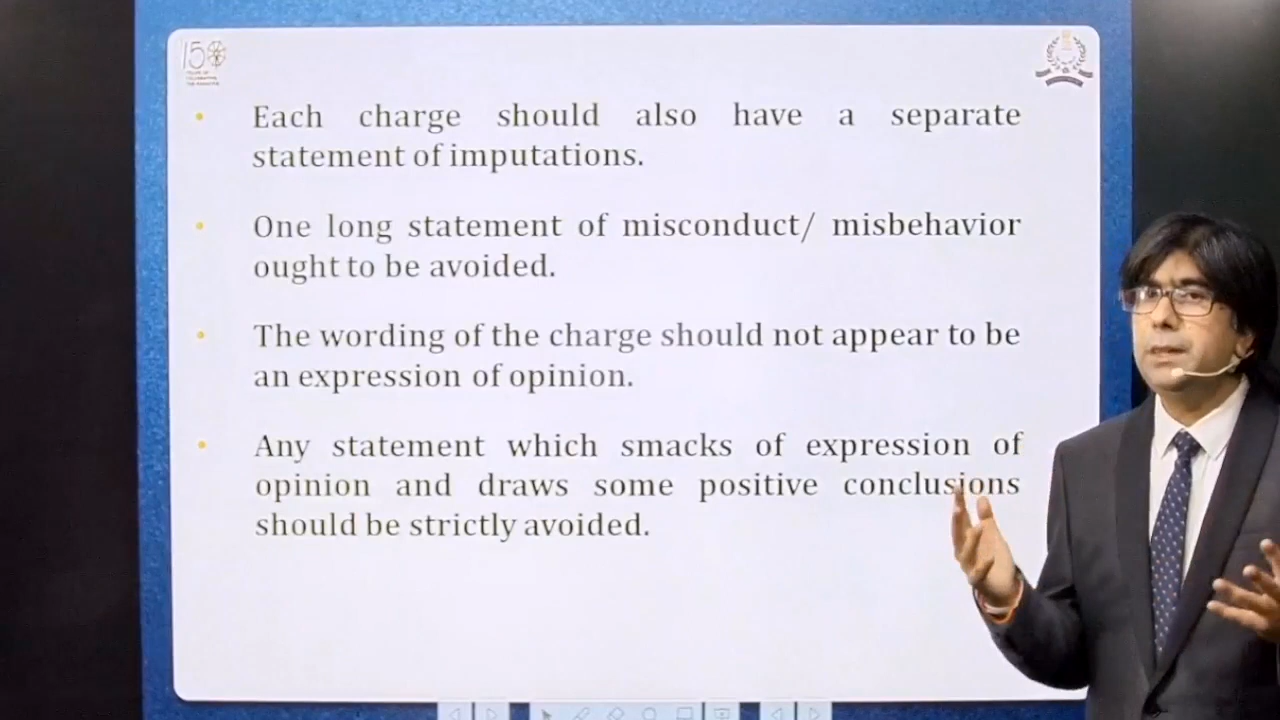 Each charge should also have a separate
statement of imputations.
One long statement of misconduct/ misbehavior
ought to be avoided.
The wording of the charge should not appear to be
an expression of opinion.
Any statement which smacks of expression of
opinion and draws some positive conclusions
should be strictly avoided.